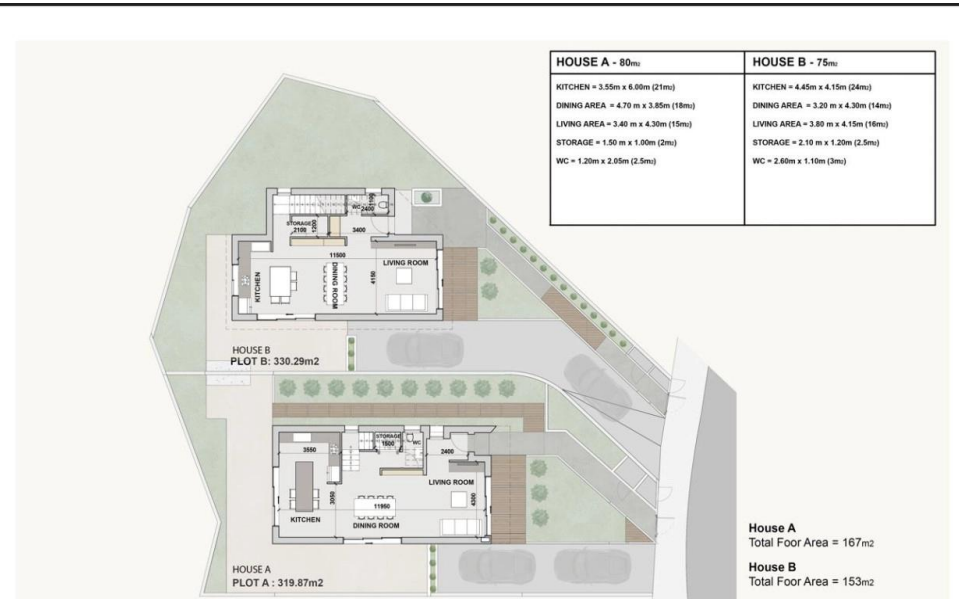 HOUSE A - 80m2
KITCHEN = 3.55m x 6.00m (21m2)
DINING AREA = 4.70 m x 3.85m (18m2)
LIVING AREA = 3.40 m x 4.30m (15m2)
STORAGE = 1.50 m x 1.00m (2m2)
WC = 1.20m x 2.05m (2.5m2)
HOUSE B - 75m2
KITCHEN = 4.45m x 4.15m (24m2)
DINING AREA = 3.20 m x 4.30m (14m2)
LIVING AREA = 3.80 m x 4.15m (16m2)
STORAGE = 2.10 m x 1.20m (2.5m2)
WC = 2.60m x 1.10m (3m2)
WC
2400
1100
STORAGE
2100
1200
3400
11500
LIVING ROOM
KITCHEN
DINING ROOM
4150
HOUSE B
PLOT B: 330.29m2
3550
STORAGE
1500
WC
2400
LIVING ROOM
3050
11950
4300
KITCHEN
DINING ROOM
HOUSE A
PLOT A : 319.87m2
House A
Total Foor Area = 167m2
House B
Total Foor Area = 153m2